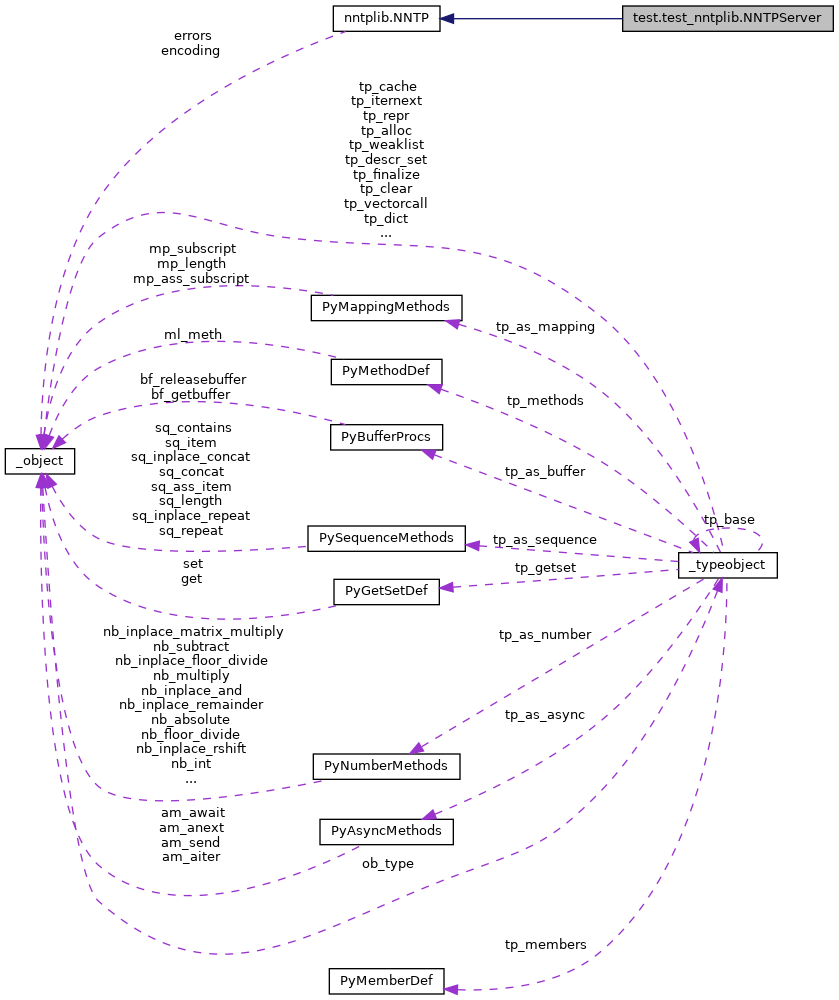 nntplib.NNTP
test.test_nntplib.NNTPServer
errors
encoding
tp_cache
tp_iternext
tp_repr
tp_alloc
tp_weaklist
tp_descr_set
tp_finalize
tp_clear
tp_vectorcall
tp_dict
...
mp_subscript
mp_length
mp_ass_subscript
PyMappingMethods
tp_as_mapping
ml_meth
PyMethodDef
tp_methods
bf_releasebuffer
bf_getbuffer
PyBufferProcs
_object
sq_contains
sq_item
sq_inplace_concat
sq_concat
sq_ass_item
sq_length
sq_inplace_repeat
sq_repeat
tp_as_buffer
tp_base
PySequenceMethods
tp_as_sequence
_typeobject
set
get
tp_getset
PyGetSetDef
nb_inplace_matrix_multiply
nb_subtract
nb_inplace_floor_divide
nb_multiply
nb_inplace_and
nb_inplace_remainder
nb_absolute
nb_floor_divide
nb_inplace_rshift
nb_int
...
tp_as_number
tp_as_async
PyNumberMethods
am_await
am_anext
am_send
am_aiter
PyAsyncMethods
ob_type
tp_members
PyMemberDef